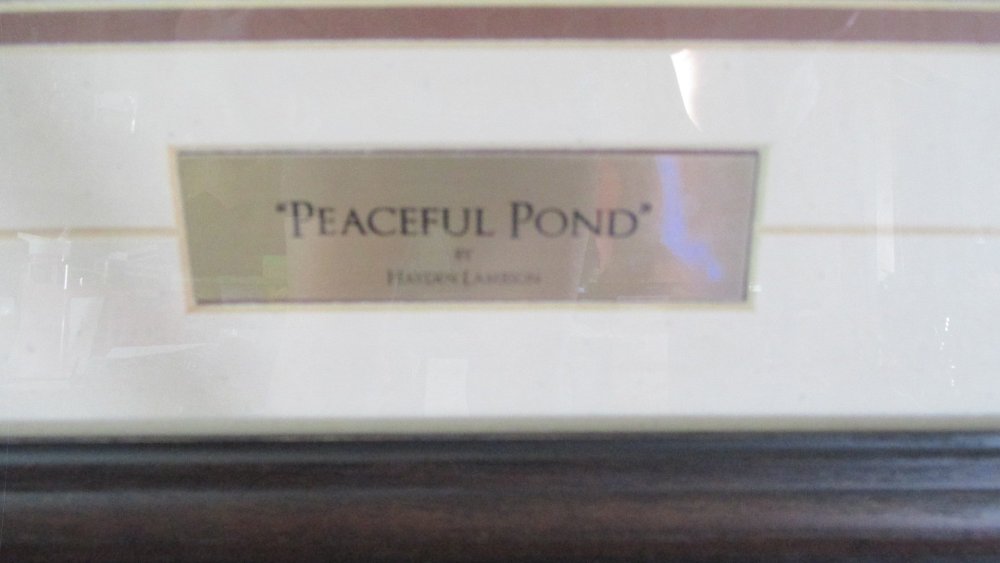 "PEACEFUL POND"
BY
HAYDEN LAMBSON